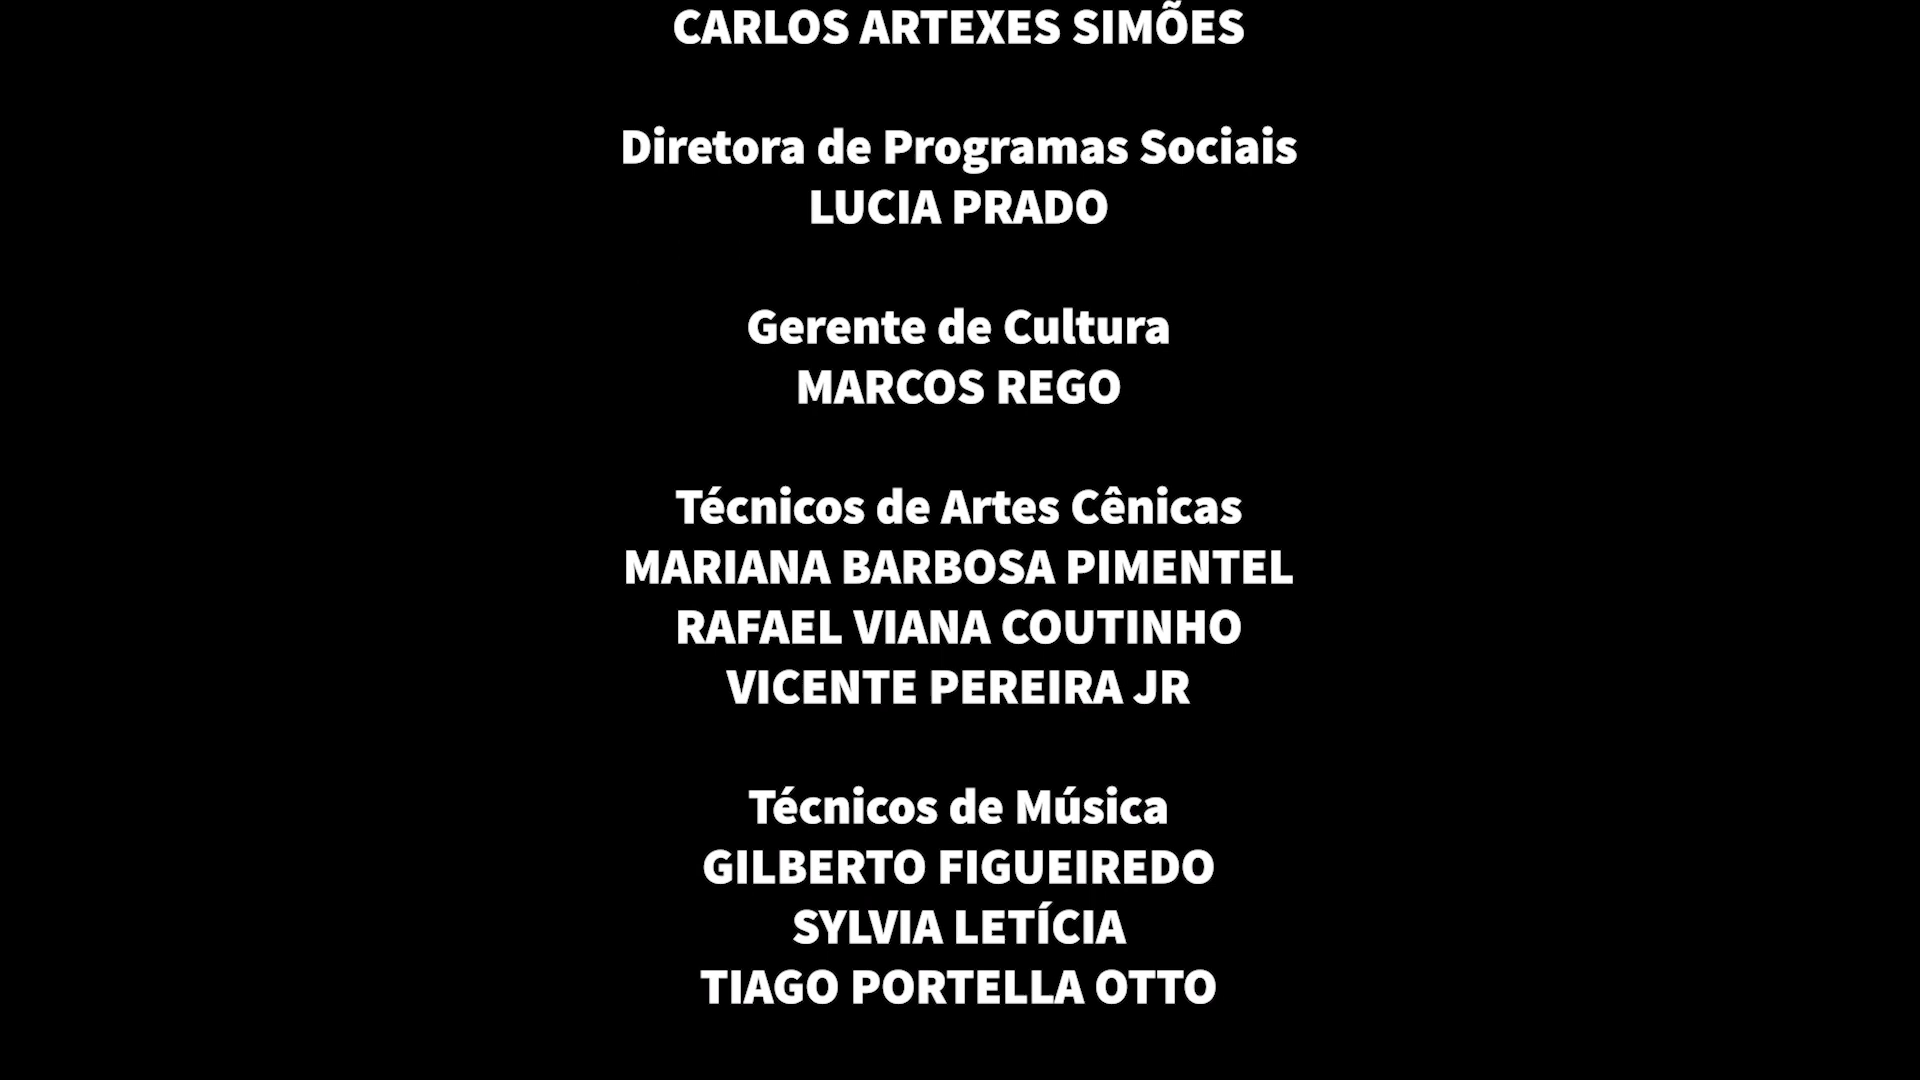 CARLOS ARTEXES SIMÕES
Diretora de Programas Sociais
LUCIA PRADO
Gerente de Cultura
MARCOS REGO
Técnicos de Artes Cênicas
MARIANA BARBOSA PIMENTEL
RAFAEL VIANA COUTINHO
VICENTE PEREIRA JR
Técnicos de Música
GILBERTO FIGUEIREDO
SYLVIA LETÍCIA
TIAGO PORTELLA OTTO